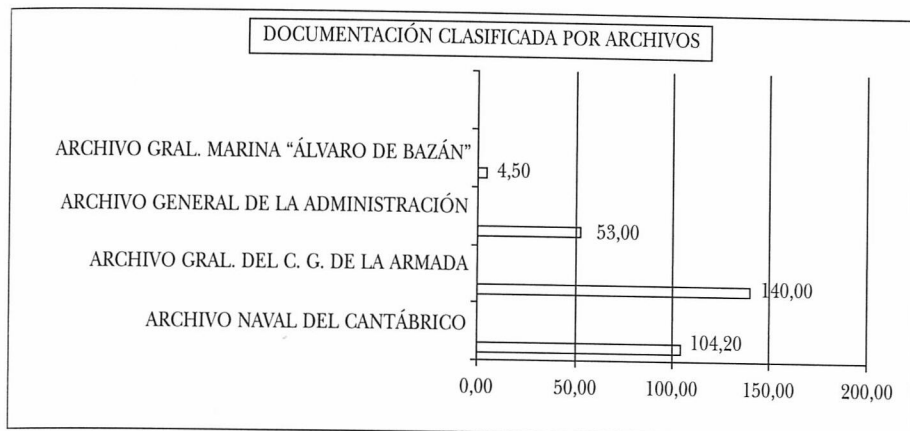 DOCUMENTACIÓN CLASIFICADA POR ARCHIVOS
ARCHIVO GRAL. MARINA “ÁLVARO DE BAZÁN”
4,50
ARCHIVO GENERAL DE LA ADMINISTRACIÓN
53,00
ARCHIVO GRAL. DEL C. G. DE LA ARMADA
140,00
ARCHIVO NAVAL DEL CANTÁBRICO
104,20
0,00 50,00 100,00 150,00 200,00